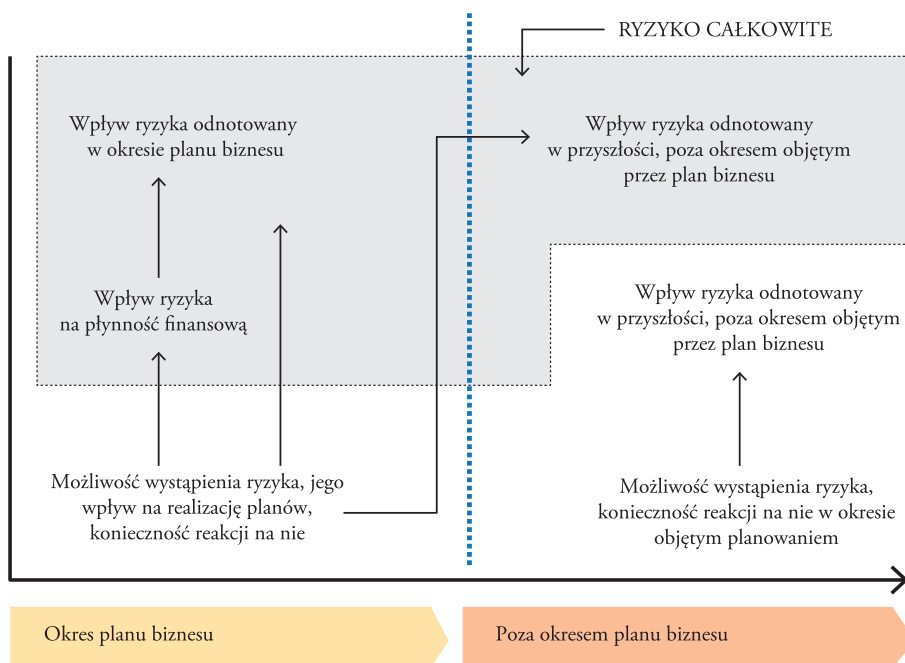 RYZYKO CAŁKOWITE
Wpływ ryzyka odnotowany
w okresie planu biznesu
Wpływ ryzyka odnotowany
w przyszłości, poza okresem objętym
przez plan biznesu
Wpływ ryzyka
na płynność finansową
Wpływ ryzyka odnotowany
w przyszłości, poza okresem objętym
przez plan biznesu
Możliwość wystąpienia ryzyka, jego
wpływ na realizację planów,
konieczność reakcji na nie
Możliwość wystąpienia ryzyka,
konieczność reakcji na nie w okresie
objętym planowaniem
Okres planu biznesu
Poza okresem planu biznesu